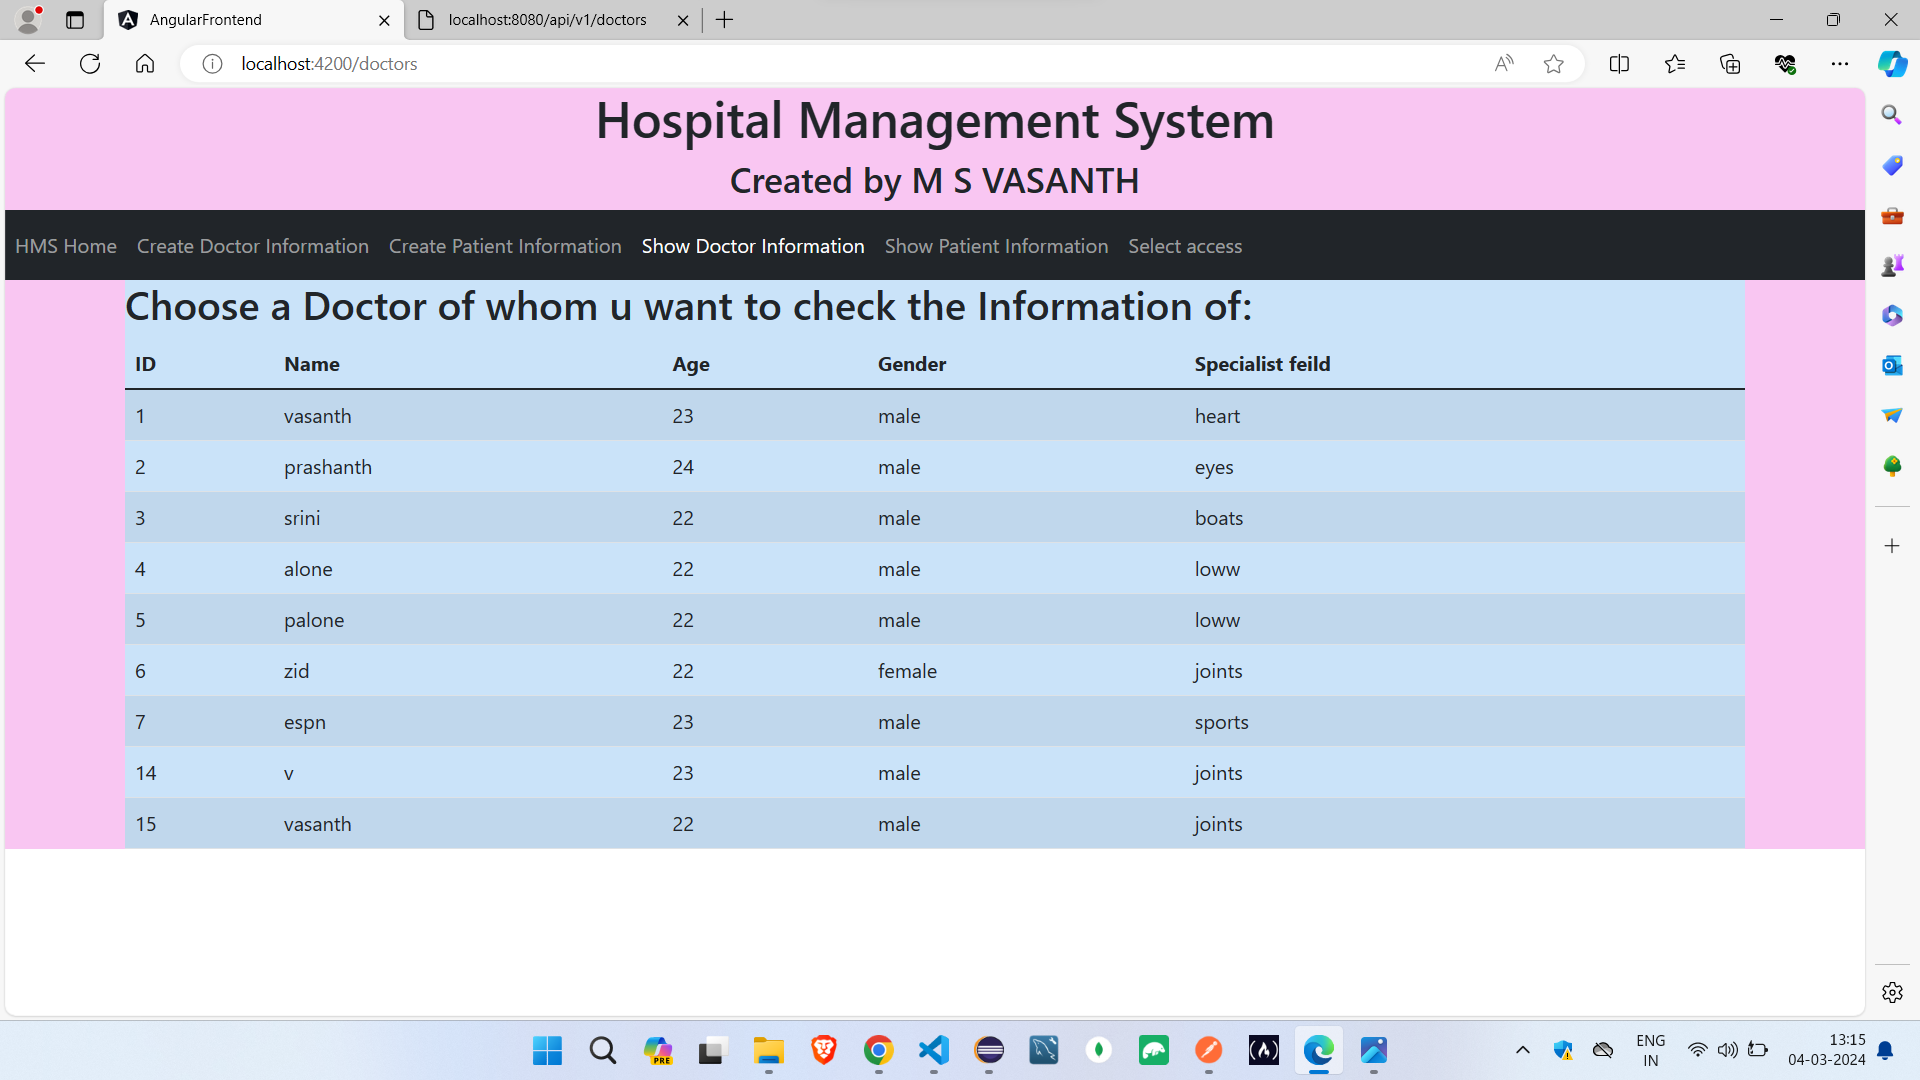 AngularFrontend
localhost:8080/api/v1/doctors
localhost:4200/doctors
Hospital Management System
Created by M S VASANTH
HMS Home Create Doctor Information Create Patient Information Show Doctor Information Show Patient Information Select access
Choose a Doctor of whom u want to check the Information of:
ID Name Age Gender Specialist feild
1 vasanth 23 male heart
2 prashanth 24 male eyes
3 srini 22 male boats
4 alone 22 male loww
5 palone 22 male loww
6 zid 22 female joints
7 espn 23 male sports
14 v 23 male joints
15 vasanth 22 male joints
PRE
ENG
IN
13:15
04-03-2024